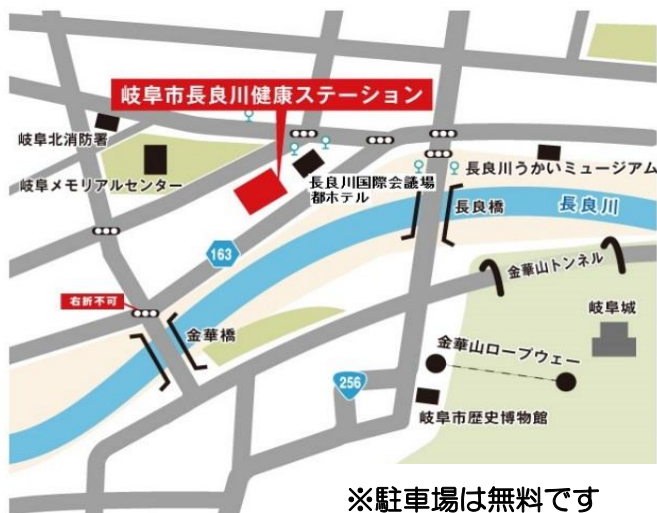 岐阜市長良川健康ステーション
岐阜北消防署
岐阜メモリアルセンター
長良川国際会議場
都ホテル
長良川うかいミュージアム
長良橋
長良川
163
金華山トンネル
右折不可
岐阜城
金華橋
金華山ロープウェー
256
岐阜市歴史博物館
※駐車場は無料です